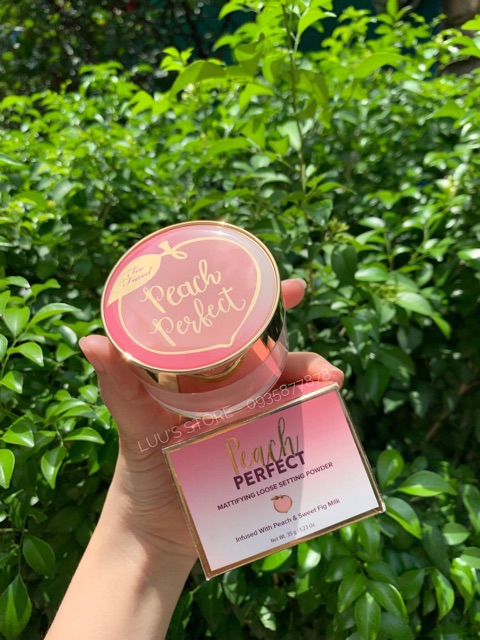 Too
Faced
Peach
Perfect
LUU'S STORE - 0935877378
Peach
PERFECT
MATTIFYING LOOSE SETTING POWDER
Infused With Peach & Sweet Fig Milk
Net Wt. 35 g / 1.23 Oz.